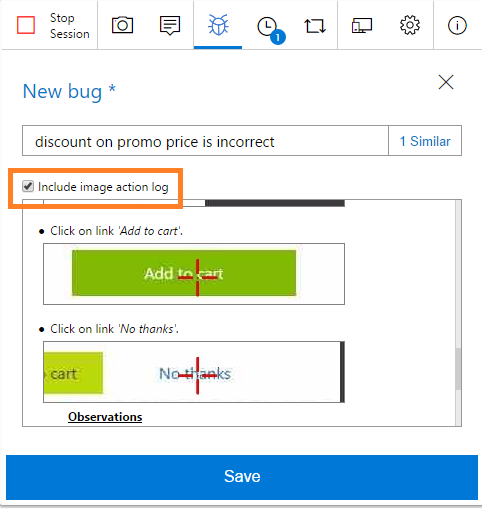 Stop
Session
1
New bug *
discount on promo price is incorrect
1 Similar
Include image action log
• Click on link 'Add to cart'.
Add to cart
• Click on link 'No thanks'.
cart
No thanks
Observations
Save